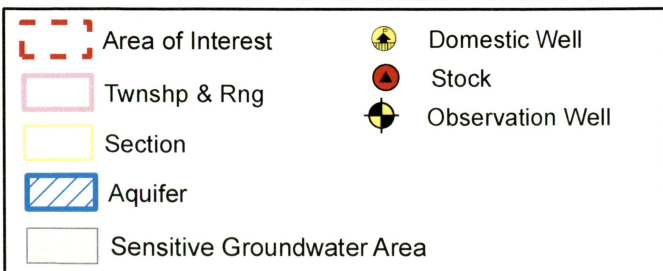 Area of Interest
Twnshp & Rng
Section
Aquifer
Sensitive Groundwater Area
Domestic Well
Stock
Observation Well